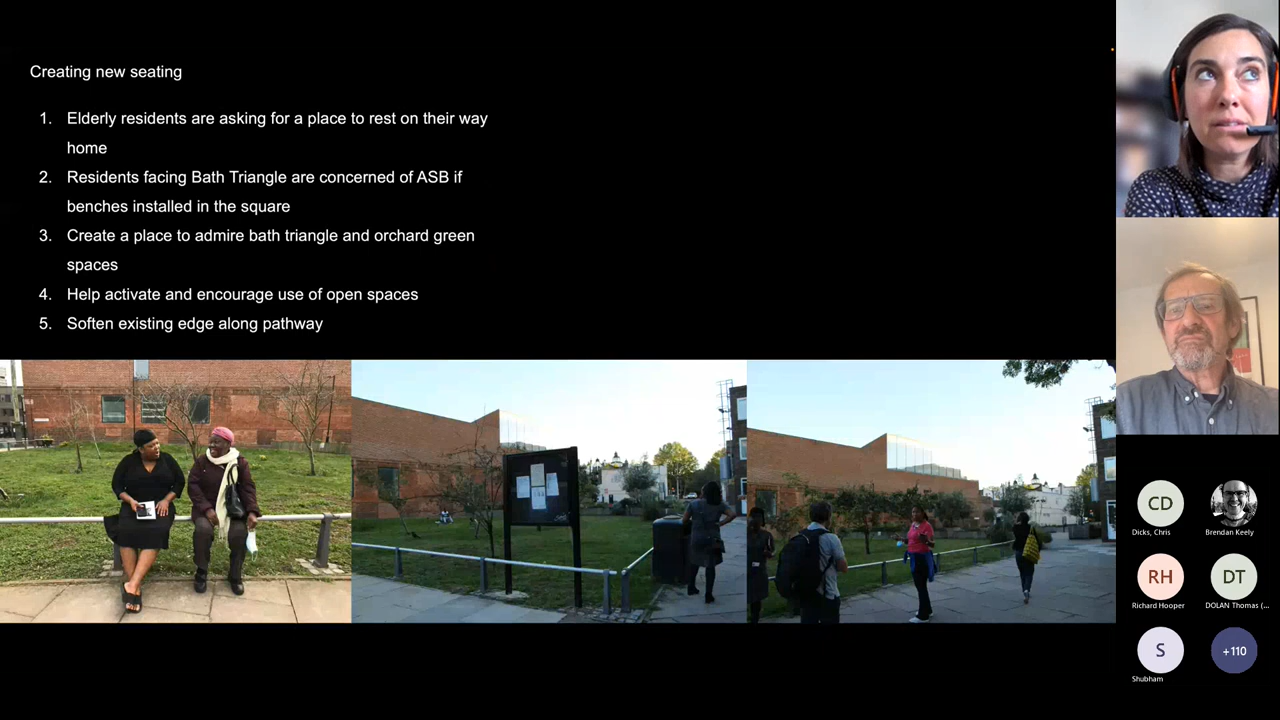 Creating new seating
1. Elderly residents are asking for a place to rest on their way
home
2. Residents facing Bath Triangle are concerned of ASB if
benches installed in the square
3. Create a place to admire bath triangle and orchard green
spaces
4. Help activate and encourage use of open spaces
5. Soften existing edge along pathway
CD
Dicks, Chris
Brendan Keely
RH
Richard Hooper
DT
DOLAN Thomas (...
S
Shubham
+110